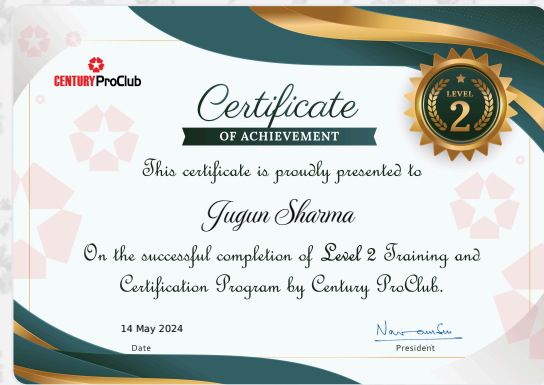 CENTURY ProClub
Certificate
OF ACHIEVEMENT
LEVEL
2
This certificate is proudly presented to
Jugun Sharma
On the successful completion of Level 2 Training and
Certification Program by Century ProClub.
14 May 2024
Date
President